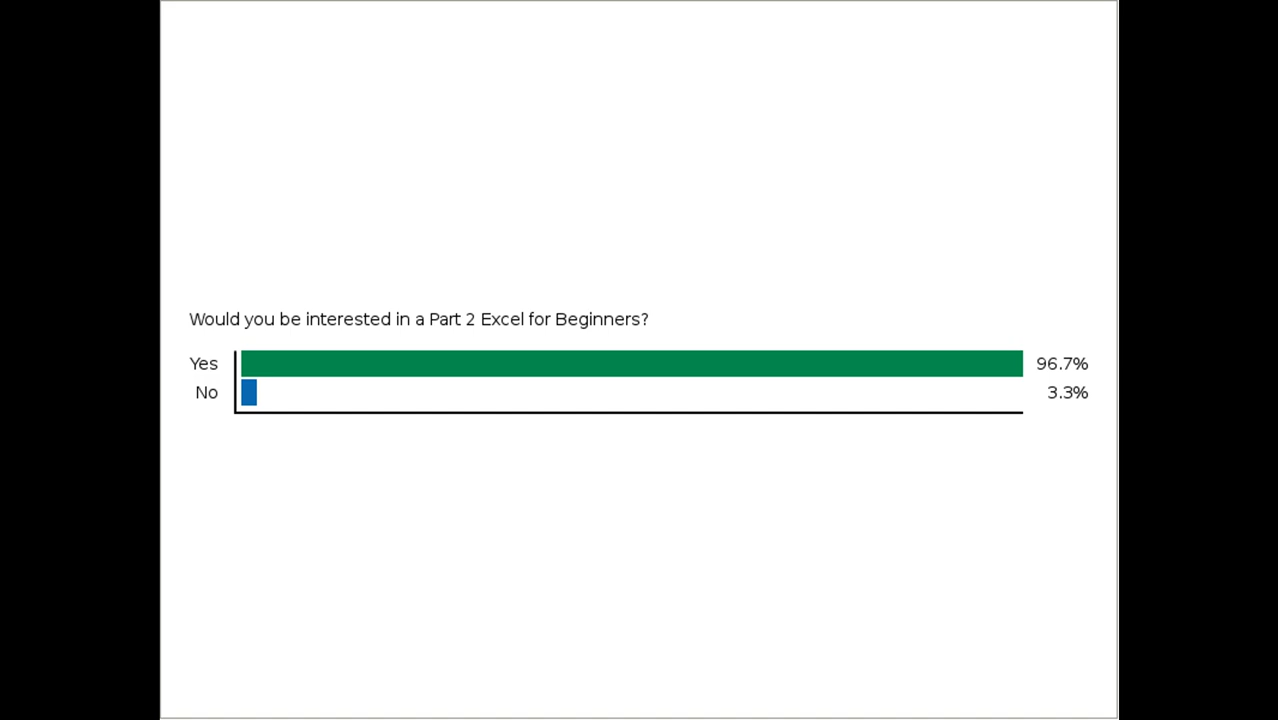 Would you be interested in a Part 2 Excel for Beginners?
Yes 96.7%
No 3.3%